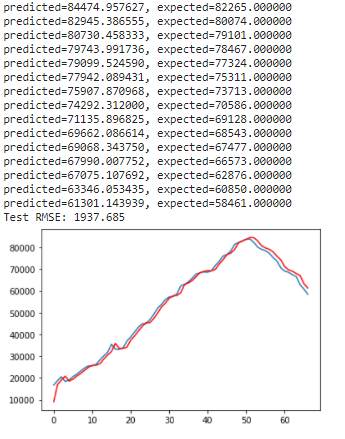 predicted=84474.957627, expected=82265.000000
predicted=82945.386555, expected=80074.000000
predicted=80730.458333, expected=79101.000000
predicted=79743.991736, expected=78467.000000
predicted=79099.524590, expected=77324.000000
predicted=77942.089431, expected=75311.000000
predicted=75907.870968, expected=73713.000000
predicted=74292.312000, expected=70586.000000
predicted=71135.896825, expected=69128.000000
predicted=69662.086614, expected=68543.000000
predicted=69068.343750, expected=67477.000000
predicted=67990.007752, expected=66573.000000
predicted=67075.107692, expected=62876.000000
predicted=63346.053435, expected=60850.000000
predicted=61301.143939, expected=58461.000000
Test RMSE: 1937.685
80000
70000
60000
50000
40000
30000
20000
10000
0 10 20 30 40 50 60